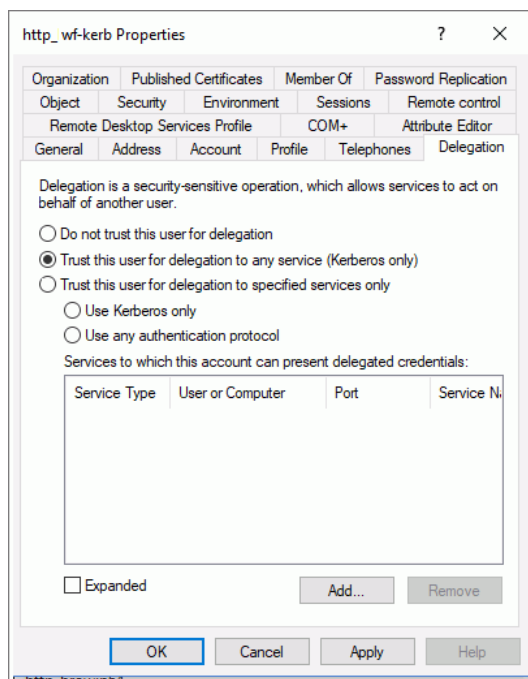 http_ wf-kerb Properties ? ×
Organization Published Certificates Member Of Password Replication
Object Security Environment Sessions Remote control
Remote Desktop Services Profile COM+ Attribute Editor
General Address Account Profile Telephones Delegation
Delegation is a security-sensitive operation, which allows services to act on
behalf of another user.
Do not trust this user for delegation
Trust this user for delegation to any service (Kerberos only)
Trust this user for delegation to specified services only
Use Kerberos only
Use any authentication protocol
Services to which this account can present delegated credentials:
Service Type User or Computer Port Service Na
Expanded
Add... Remove
OK Cancel Apply Help